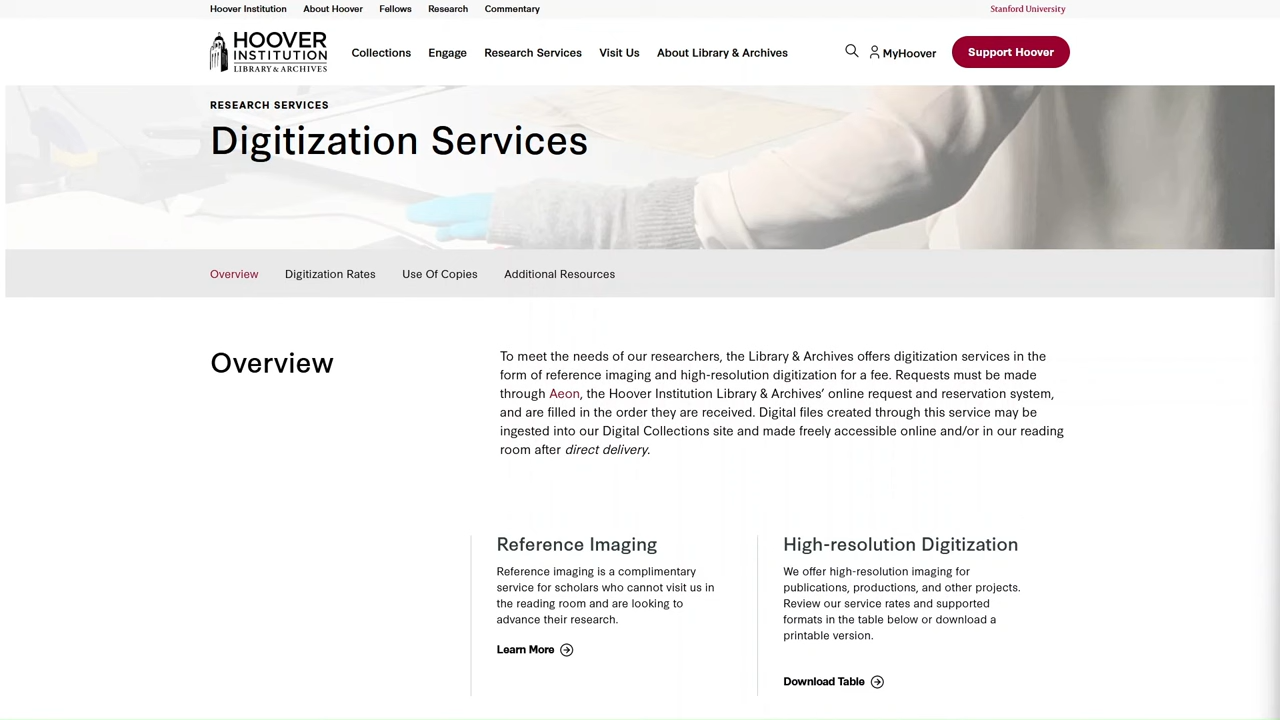 Hoover Institution About Hoover Fellows Research Commentary Stanford University
HOOVER
INSTITUTION
LIBRARY & ARCHIVES
Collections Engage Research Services Visit Us About Library & Archives MyHoover Support Hoover
RESEARCH SERVICES
Digitization Services
Overview Digitization Rates Use Of Copies Additional Resources
Overview
To meet the needs of our researchers, the Library & Archives offers digitization services in the
form of reference imaging and high-resolution digitization for a fee. Requests must be made
through Aeon, the Hoover Institution Library & Archives’ online request and reservation system,
and are filled in the order they are received. Digital files created through this service may be
ingested into our Digital Collections site and made freely accessible online and/or in our reading
room after direct delivery.
Reference Imaging
Reference imaging is a complimentary
service for scholars who cannot visit us in
the reading room and are looking to
advance their research.
Learn More
High-resolution Digitization
We offer high-resolution imaging for
publications, productions, and other projects.
Review our service rates and supported
formats in the table below or download a
printable version.
Download Table